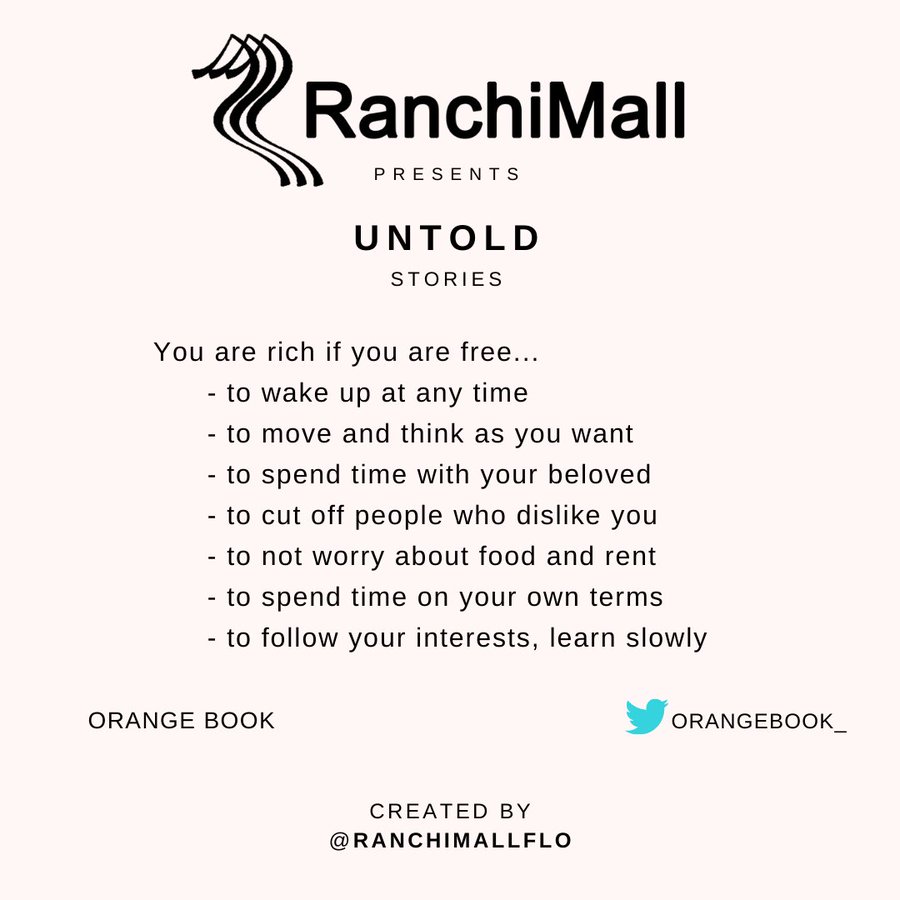 RanchiMall
PRESENTS
UNTOLD
STORIES
You are rich if you are free...
- to wake up at any time
- to move and think as you want
- to spend time with your beloved
- to cut off people who dislike you
- to not worry about food and rent
- to spend time on your own terms
- to follow your interests, learn slowly
ORANGE BOOK
ORANGEBOOK_
CREATED BY
@RANCHIMALLFLO